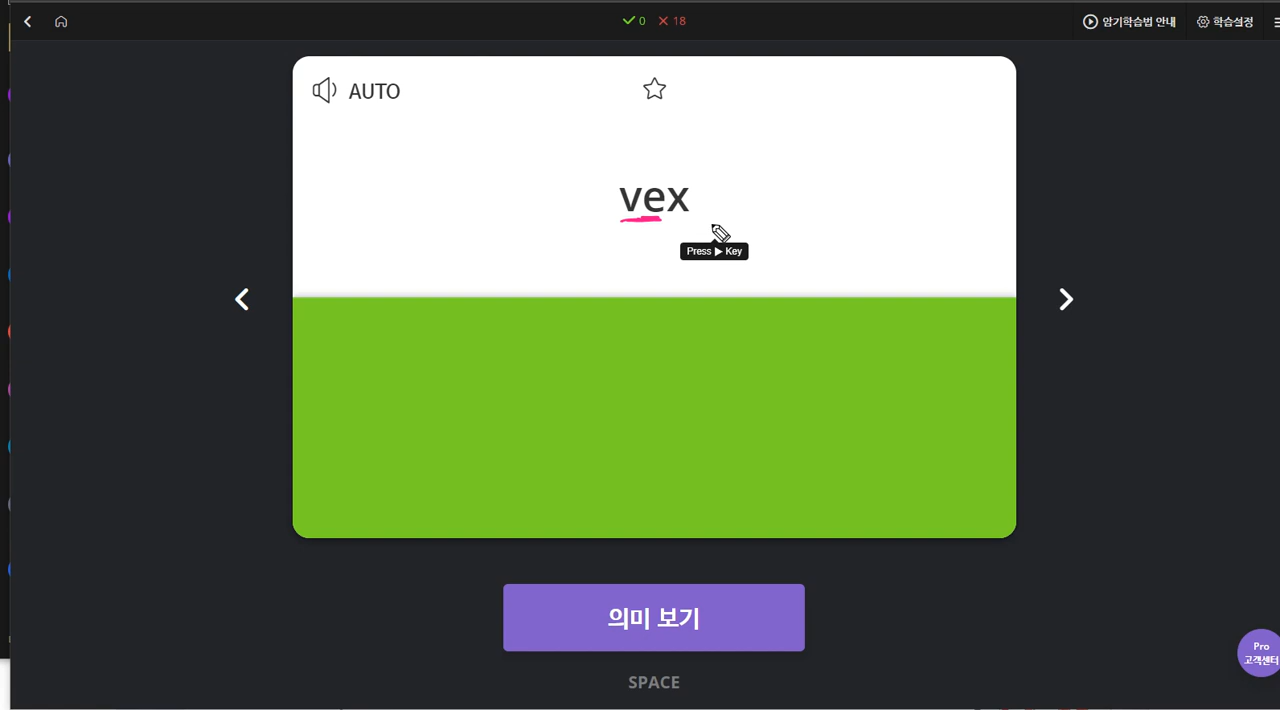 0 18 암기학습법 안내 학습설정
AUTO
vex
Press ▶ Key
의미 보기
SPACE
Pro
고객센터